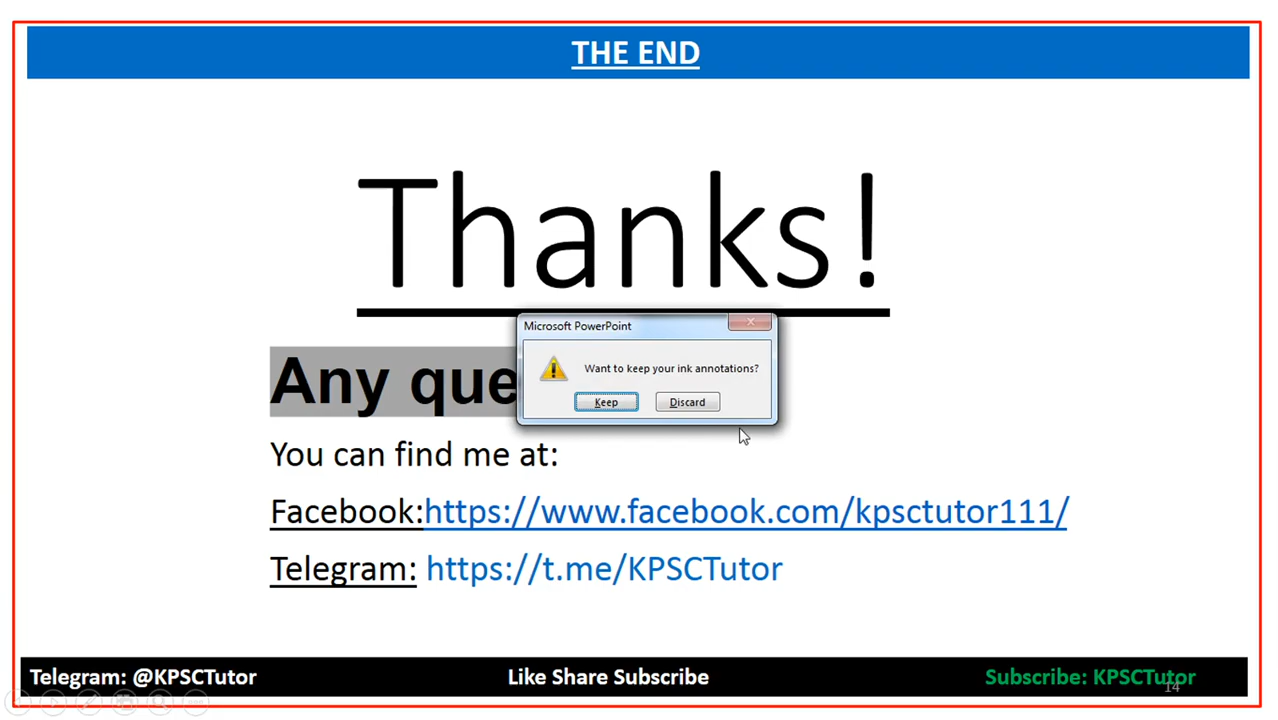 THE END
Thanks!
Microsoft PowerPoint
Want to keep your ink annotations?
Keep Discard
Any
You can find me at:
Facebook:https://www.facebook.com/kpsctutor111/
Telegram: https://t.me/KPSCTutor
Telegram: @KPSCTutor Like Share Subscribe Subscribe: KPSCTutor
14